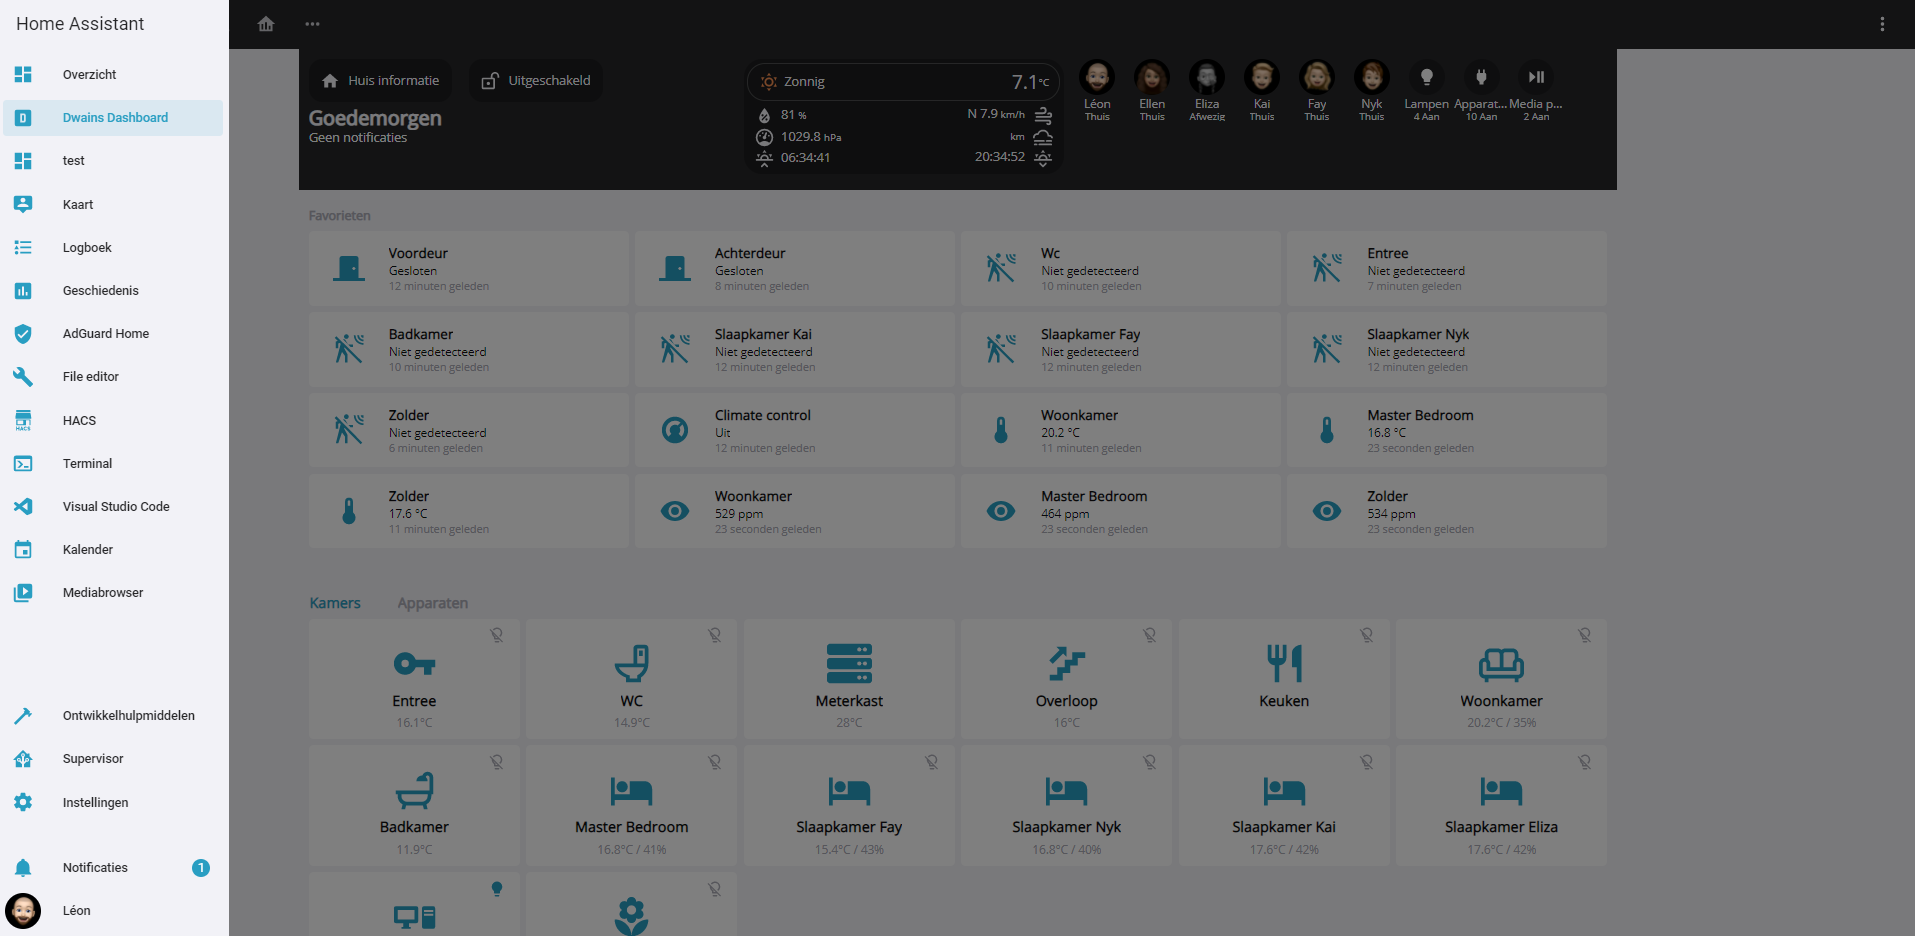 Home Assistant
Overzicht
Dwains Dashboard
test
Kaart
Logboek
Geschiedenis
AdGuard Home
File editor
HACS
HACS
Terminal
Visual Studio Code
Kalender
Mediabrowser
Ontwikkelhulpmiddelen
Supervisor
Instellingen
Notificaties 1
Léon
Huis informatie Uitgeschakeld
Goedemorgen
Geen notificaties
Zonnig 7.1°C
81 % N 7.9 km/h
1029.8 hPa km
06:34:41 20:34:52
Léon Ellen Eliza Kai Fay Nyk Lampen Apparat... Media p...
Thuis Thuis Afwezig Thuis Thuis Thuis 4 Aan 10 Aan 2 Aan
Favorieten
Voordeur
Gesloten
12 minuten geleden
Achterdeur
Gesloten
8 minuten geleden
Wc
Niet gedetecteerd
10 minuten geleden
Entree
Niet gedetecteerd
7 minuten geleden
Badkamer
Niet gedetecteerd
10 minuten geleden
Slaapkamer Kai
Niet gedetecteerd
12 minuten geleden
Slaapkamer Fay
Niet gedetecteerd
12 minuten geleden
Slaapkamer Nyk
Niet gedetecteerd
12 minuten geleden
Zolder
Niet gedetecteerd
6 minuten geleden
Climate control
Uit
12 minuten geleden
Woonkamer
20.2 °C
11 minuten geleden
Master Bedroom
16.8 °C
23 seconden geleden
Zolder
17.6 °C
11 minuten geleden
Woonkamer
529 ppm
23 seconden geleden
Master Bedroom
464 ppm
23 seconden geleden
Zolder
534 ppm
23 seconden geleden
Kamers Apparaten
Entree
16.1°C
WC
14.9°C
Meterkast
28°C
Overloop
16°C
Keuken
Woonkamer
20.2°C / 35%
Badkamer
11.9°C
Master Bedroom
16.8°C / 41%
Slaapkamer Fay
15.4°C / 43%
Slaapkamer Nyk
16.8°C / 40%
Slaapkamer Kai
17.6°C / 42%
Slaapkamer Eliza
17.6°C / 42%